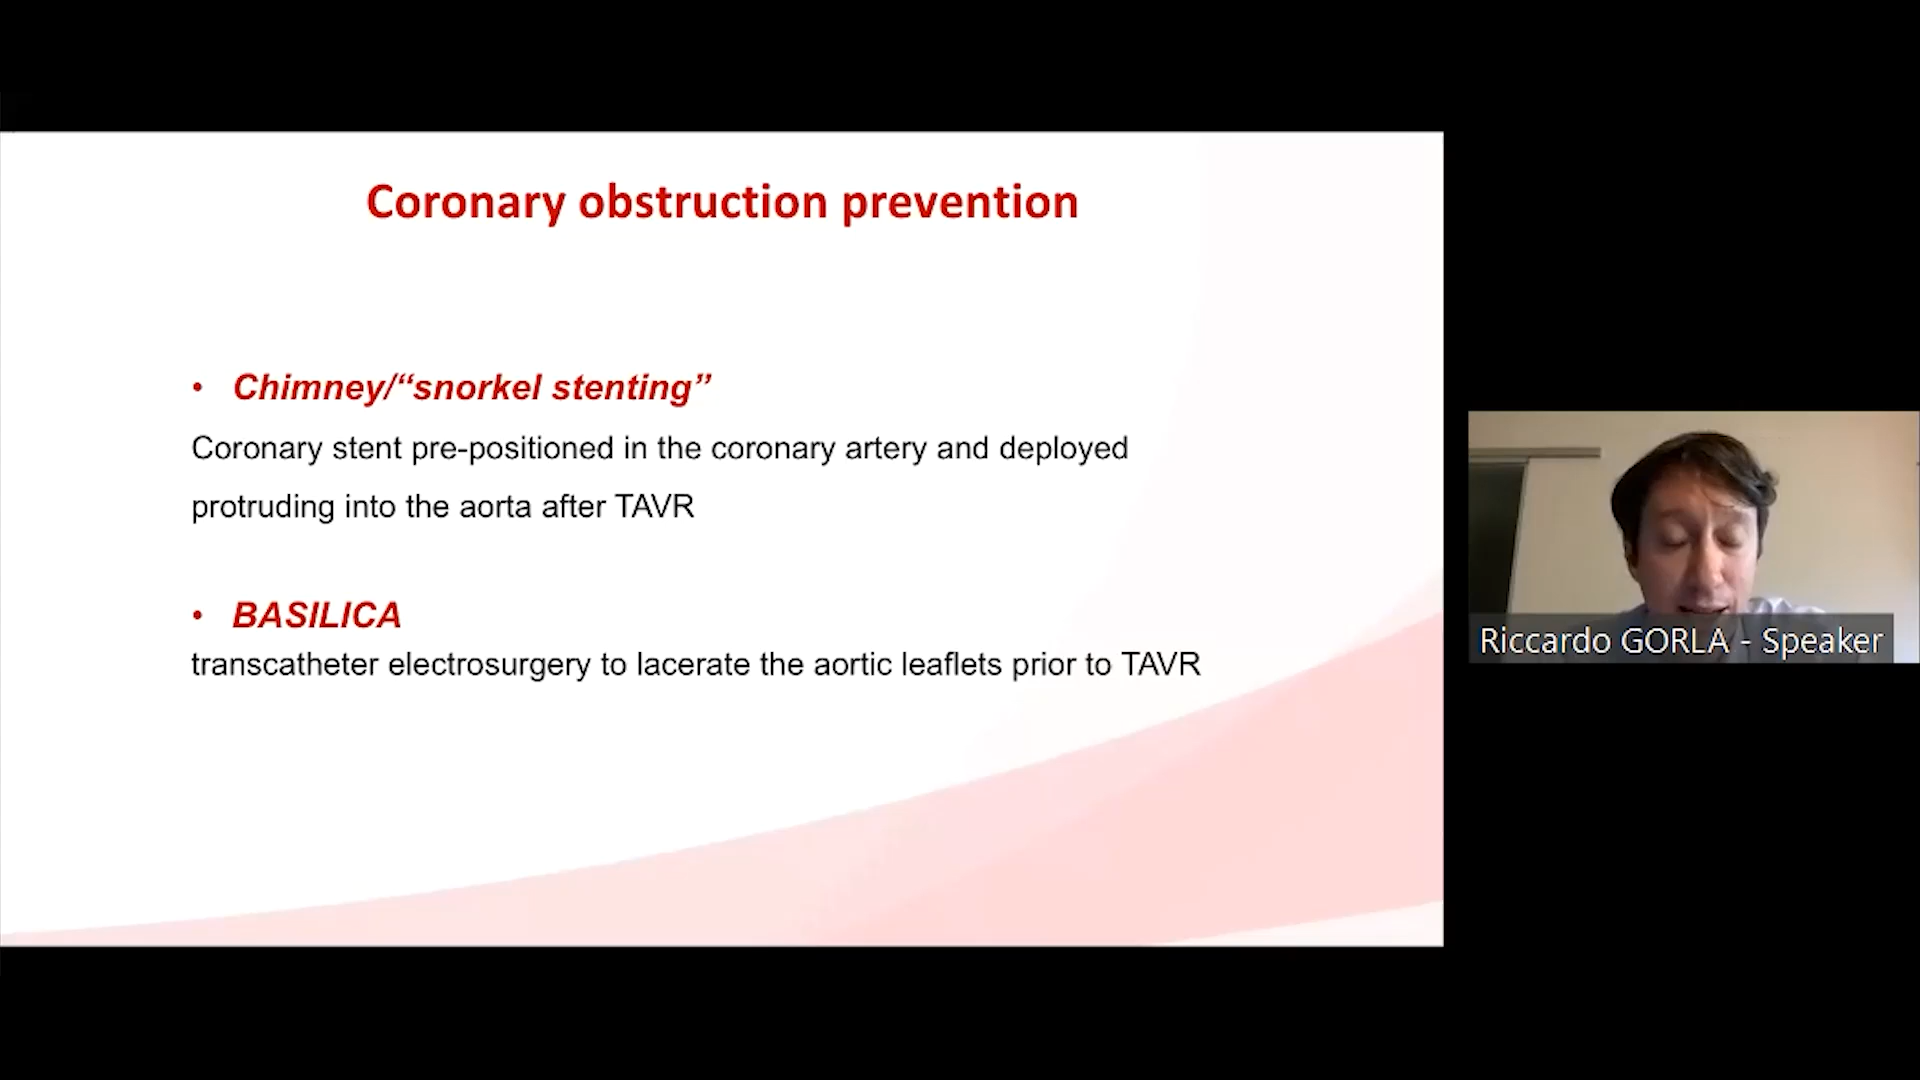 Coronary obstruction prevention
• Chimney/“snorkel stenting”
Coronary stent pre-positioned in the coronary artery and deployed
protruding into the aorta after TAVR
• BASILICA
transcatheter electrosurgery to lacerate the aortic leaflets prior to TAVR
Riccardo GORLA - Speaker